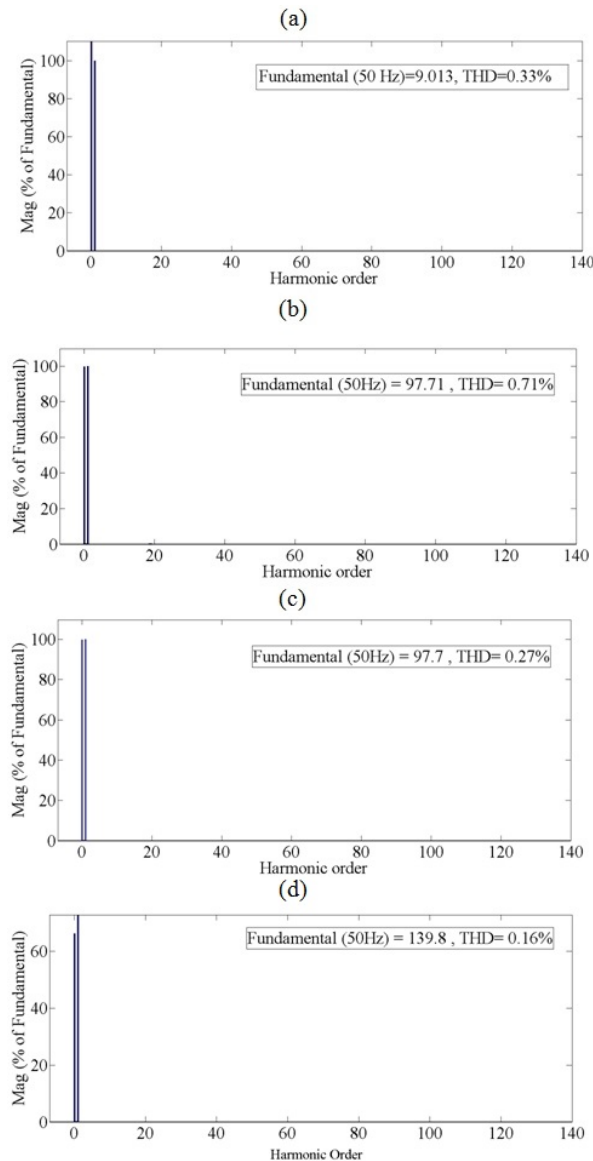 (a)
Mag (% of Fundamental)
100
80
60
40
20
0
Fundamental (50 Hz)=9.013, THD=0.33%
0 20 40 60 80 100 120 140
Harmonic order
(b)
Mag (% of Fundamental)
100
80
60
40
20
0
Fundamental (50Hz) = 97.71 , THD= 0.71%
0 20 40 60 80 100 120 140
Harmonic order
(c)
Mag (% of Fundamental)
100
80
60
40
20
0
Fundamental (50Hz) = 97.7 , THD= 0.27%
0 20 40 60 80 100 120 140
Harmonic order
(d)
Mag (% of Fundamental)
60
40
20
0
Fundamental (50Hz) = 139.8 , THD= 0.16%
0 20 40 60 80 100 120 140
Harmonic Order